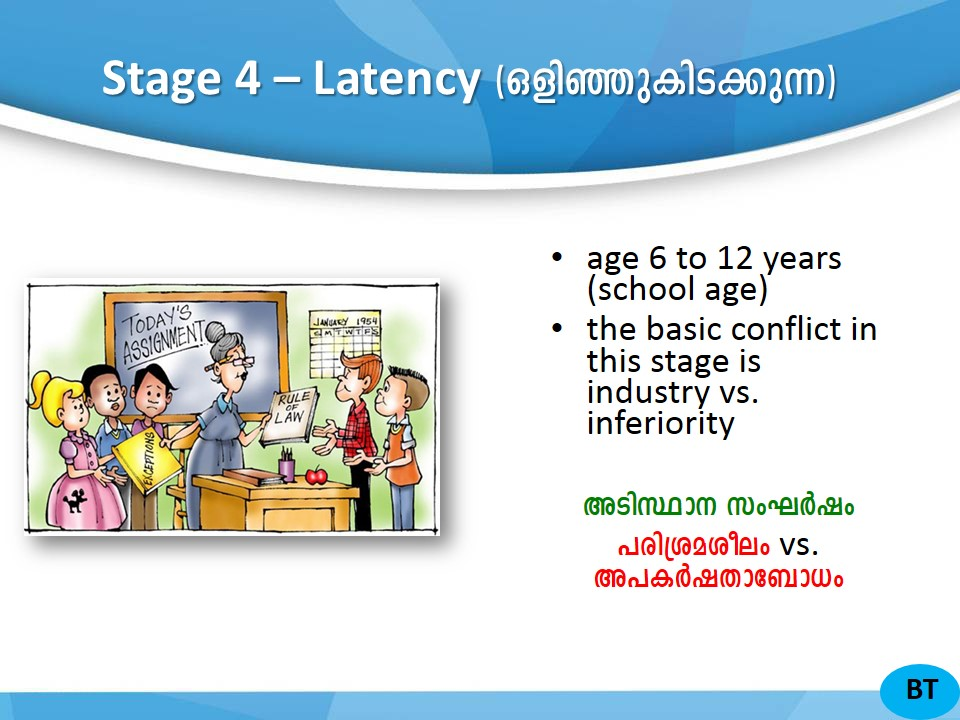 Stage 4 – Latency (ഒളിഞ്ഞുകിടക്കുന്ന)
• age 6 to 12 years
(school age)
• the basic conflict in
this stage is
industry vs.
inferiority
അടിസ്ഥാന സംഘർഷം
പരിശ്രമശീലം vs.
അപകർഷതാബോധം
TODAY'S
ASSIGNMENT
JANUARY 1954
S M T W T F S
RULE
OF
LAW
EXCEPTIONS
BT